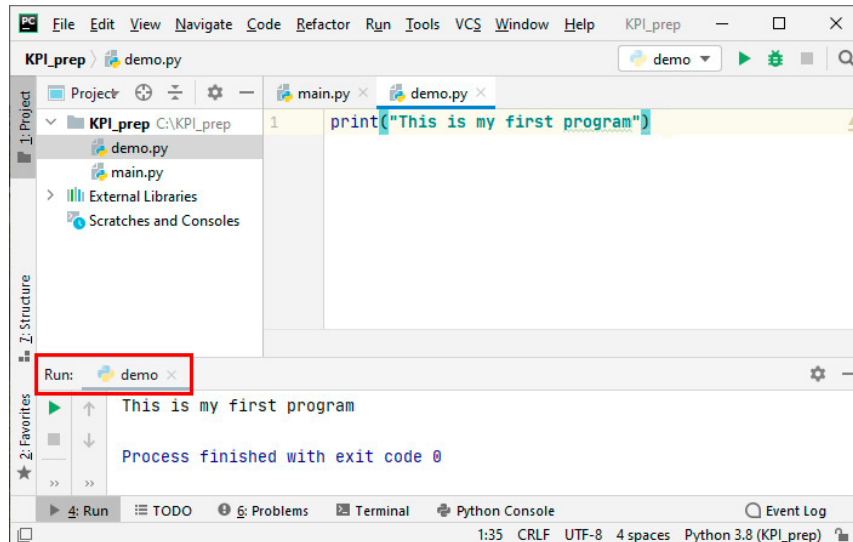 PC File Edit View Navigate Code Refactor Run Tools VCS Window Help KPI_prep
KPI_prep demo.py demo
1: Project
Project main.py demo.py
KPI_prep C:\KPI_prep
demo.py
main.py
External Libraries
Scratches and Consoles
1 print("This is my first program")
7: Structure
2: Favorites
Run: demo
This is my first program
Process finished with exit code 0
4: Run TODO 6: Problems Terminal Python Console Event Log
1:35 CRLF UTF-8 4 spaces Python 3.8 (KPI_prep)